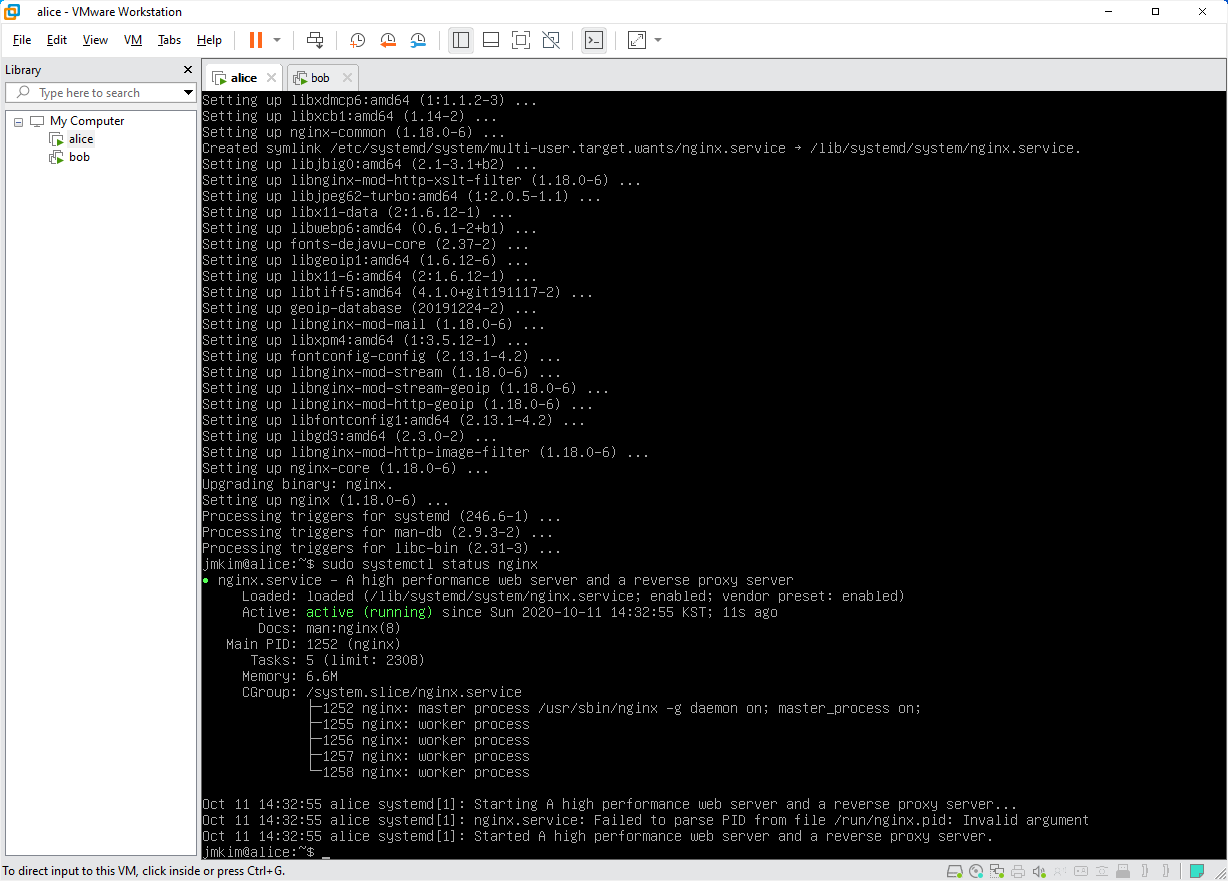 alice - VMware Workstation
File Edit View VM Tabs Help
Library
alice
bob
Type here to search
My Computer
alice
bob
Setting up libxdmcp6:amd64 (1:1.1.2-3) ...
Setting up libxcb1:amd64 (1.14-2) ...
Setting up nginx-common (1.18.0-6) ...
Created symlink /etc/systemd/system/multi-user.target.wants/nginx.service → /lib/systemd/system/nginx.service.
Setting up libjbig0:amd64 (2.1-3.1+b2) ...
Setting up libnginx-mod-http-xslt-filter (1.18.0-6) ...
Setting up libjpeg62-turbo:amd64 (1:2.0.5-1.1) ...
Setting up libx11-data (2:1.6.12-1) ...
Setting up libwebp6:amd64 (0.6.1-2+b1) ...
Setting up fonts-dejavu-core (2.37-2) ...
Setting up libgeoip1:amd64 (1.6.12-6) ...
Setting up libx11-6:amd64 (2:1.6.12-1) ...
Setting up libtiff5:amd64 (4.1.0+git191117-2) ...
Setting up geoip-database (20191224-2) ...
Setting up libnginx-mod-mail (1.18.0-6) ...
Setting up libxpm4:amd64 (1:3.5.12-1) ...
Setting up fontconfig-config (2.13.1-4.2) ...
Setting up libnginx-mod-stream (1.18.0-6) ...
Setting up libnginx-mod-stream-geoip (1.18.0-6) ...
Setting up libnginx-mod-http-geoip (1.18.0-6) ...
Setting up libfontconfig1:amd64 (2.13.1-4.2) ...
Setting up libgd3:amd64 (2.3.0-2) ...
Setting up libnginx-mod-http-image-filter (1.18.0-6) ...
Setting up nginx-core (1.18.0-6) ...
Upgrading binary: nginx.
Setting up nginx (1.18.0-6) ...
Processing triggers for systemd (246.6-1) ...
Processing triggers for man-db (2.9.3-2) ...
Processing triggers for libc-bin (2.31-3) ...
jmkim@alice:~$ sudo systemctl status nginx
● nginx.service - A high performance web server and a reverse proxy server
Loaded: loaded (/lib/systemd/system/nginx.service; enabled; vendor preset: enabled)
Active: active (running) since Sun 2020-10-11 14:32:55 KST; 11s ago
Docs: man:nginx(8)
Main PID: 1252 (nginx)
Tasks: 5 (limit: 2308)
Memory: 6.6M
CGroup: /system.slice/nginx.service
├─1252 nginx: master process /usr/sbin/nginx -g daemon on; master_process on;
├─1255 nginx: worker process
├─1256 nginx: worker process
├─1257 nginx: worker process
└─1258 nginx: worker process
Oct 11 14:32:55 alice systemd[1]: Starting A high performance web server and a reverse proxy server...
Oct 11 14:32:55 alice systemd[1]: nginx.service: Failed to parse PID from file /run/nginx.pid: Invalid argument
Oct 11 14:32:55 alice systemd[1]: Started A high performance web server and a reverse proxy server.
jmkim@alice:~$ _
To direct input to this VM, click inside or press Ctrl+G.